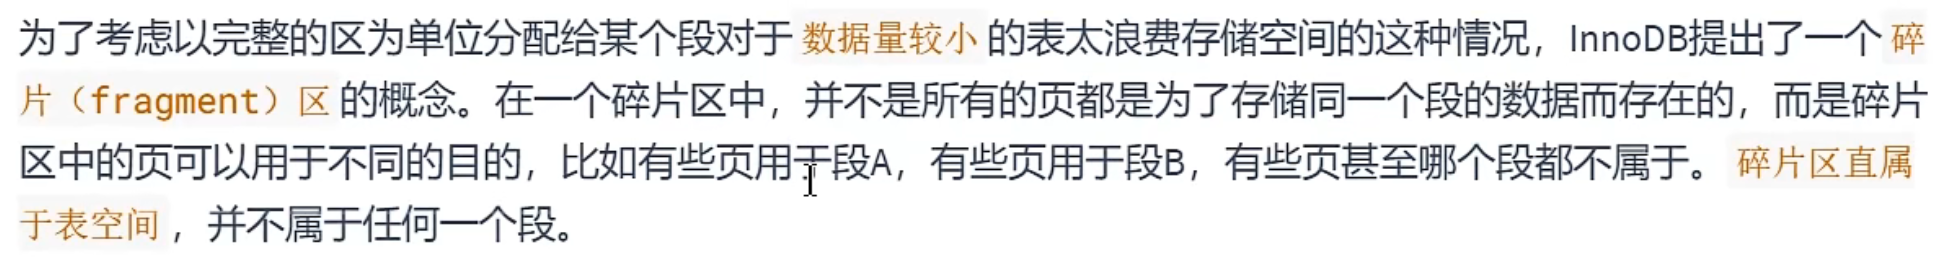 为了考虑以完整的区为单位分配给某个段对于 数据量较小 的表太浪费存储空间的这种情况，InnoDB提出了一个 碎
片（fragment）区 的概念。在一个碎片区中，并不是所有的页都是为了存储同一个段的数据而存在的，而是碎片
区中的页可以用于不同的目的，比如有些页用于段A，有些页用于段B，有些页甚至哪个段都不属于。 碎片区直属
于表空间 ，并不属于任何一个段。